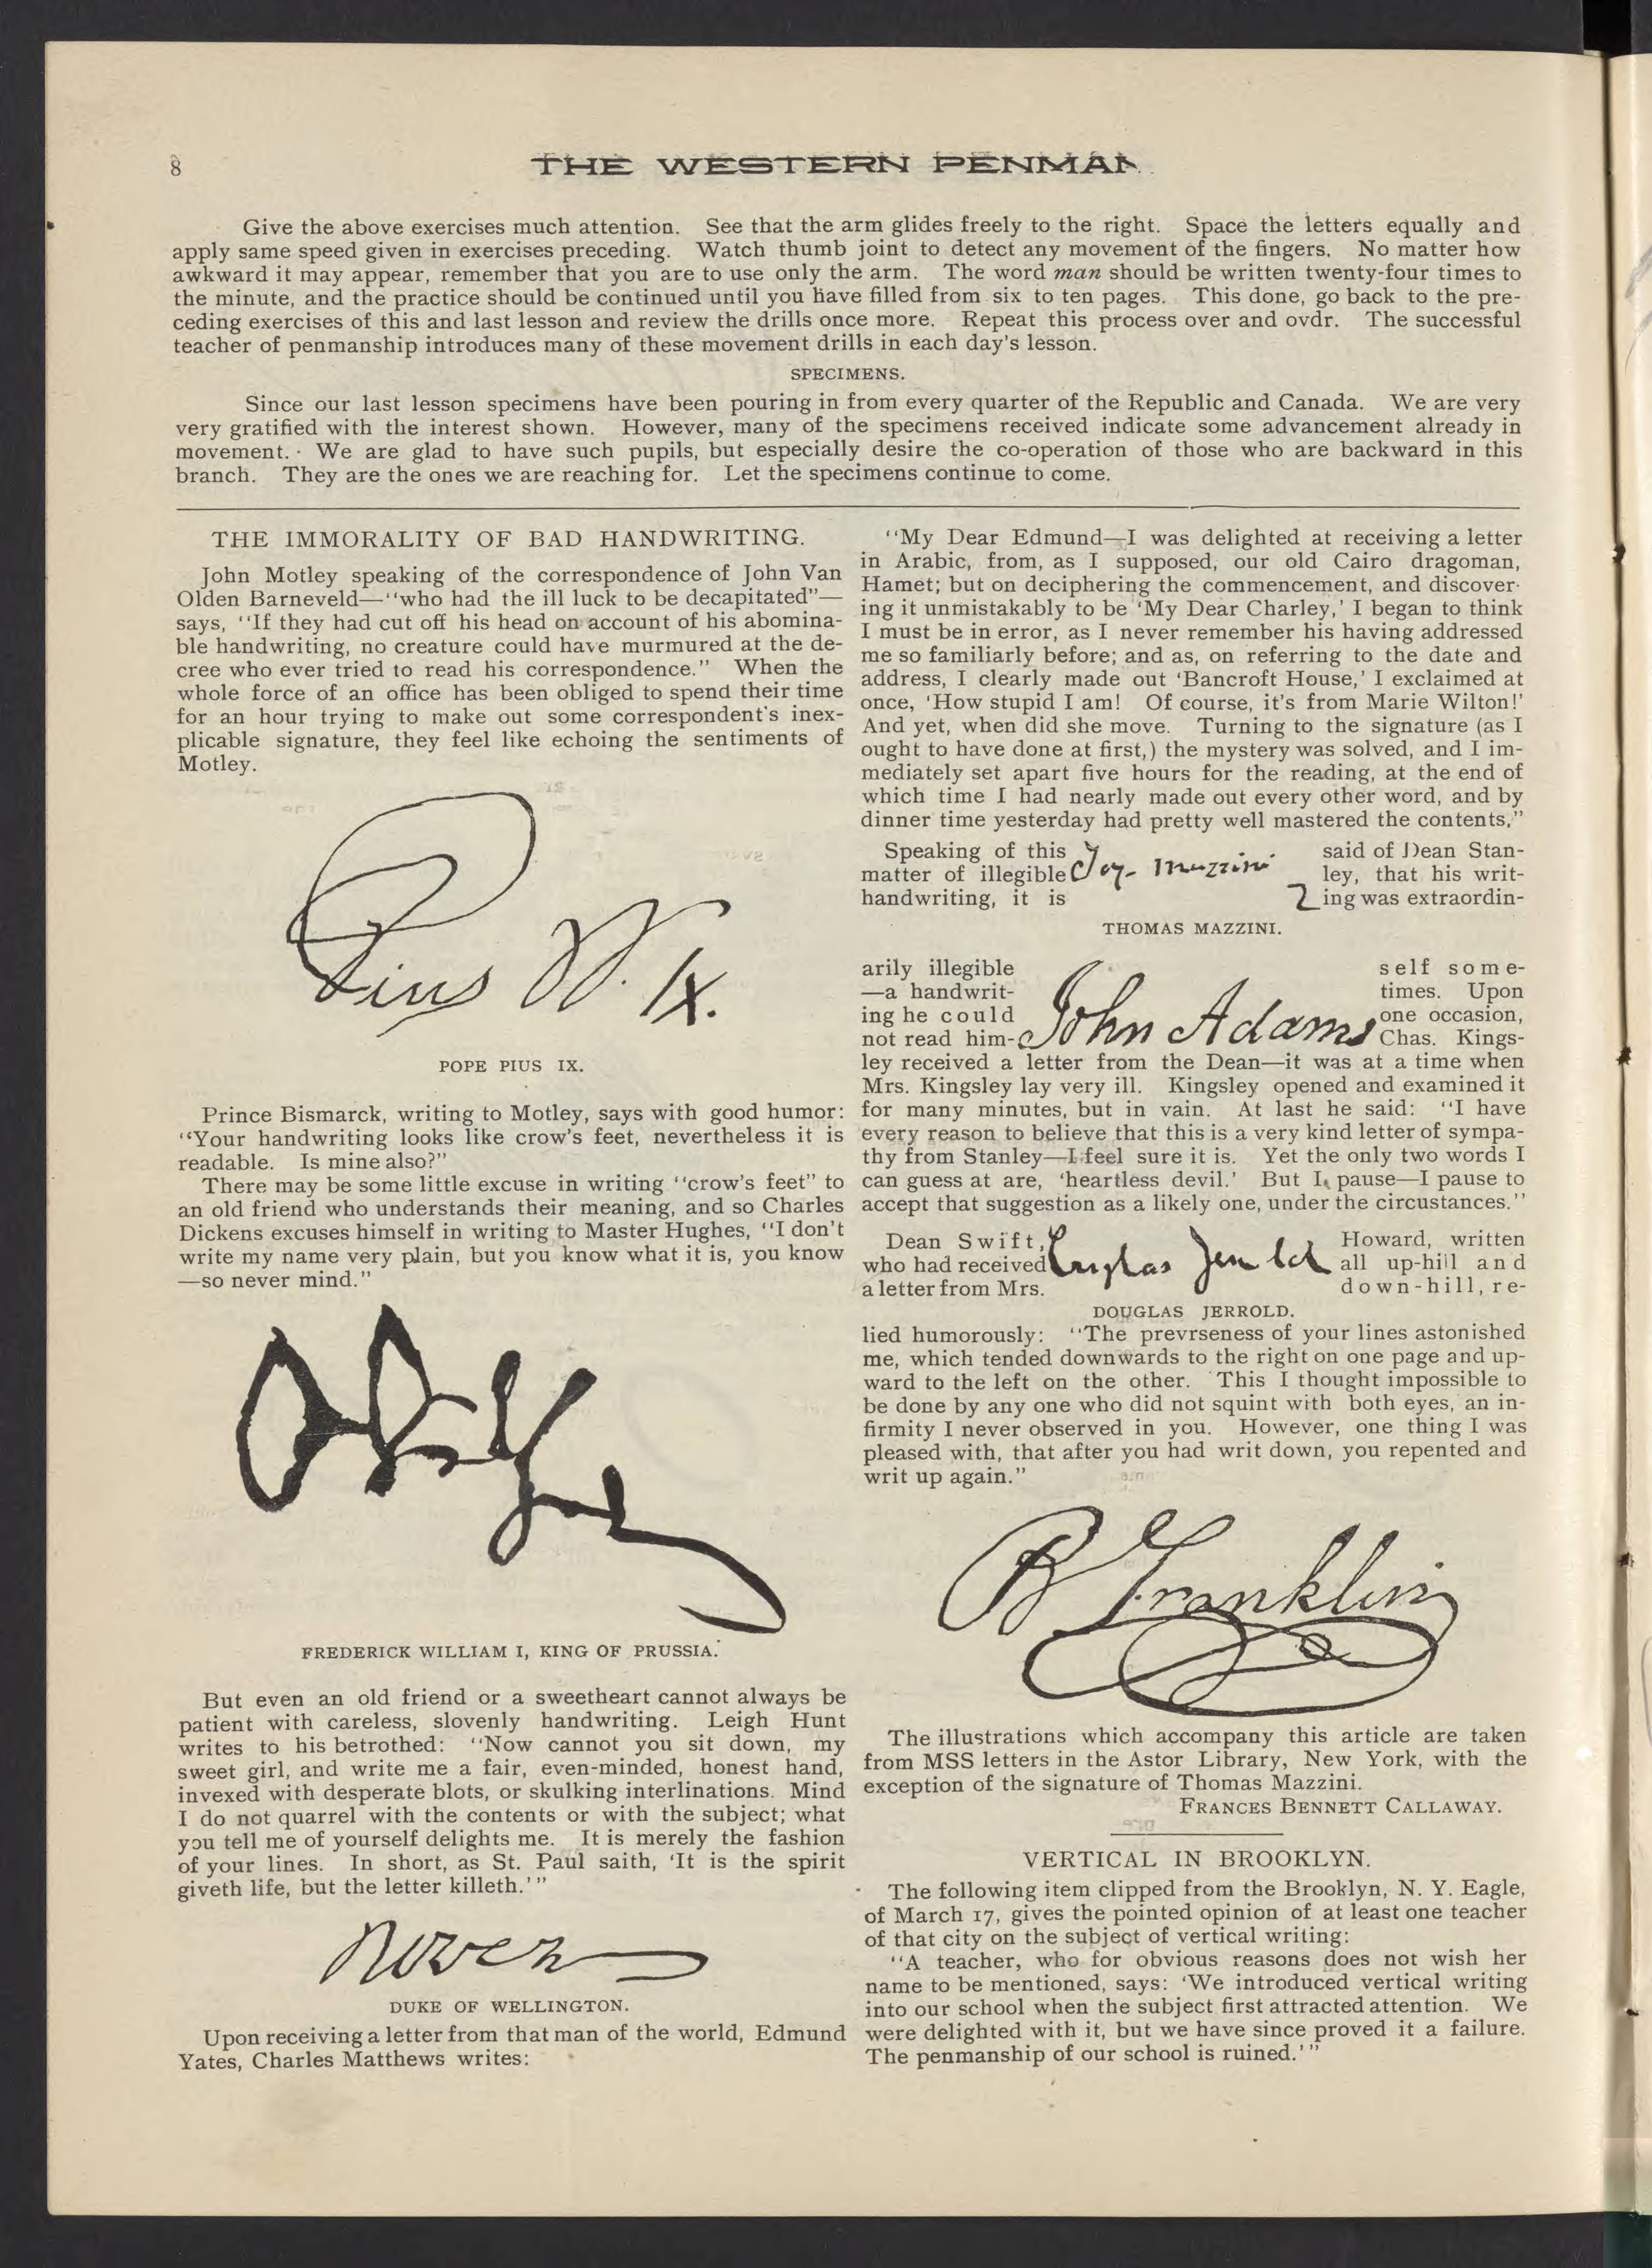 8
THE WESTERN PENMAN
Give the above exercises much attention. See that the arm glides freely to the right. Space the letters equally and
apply same speed given in exercises preceding. Watch thumb joint to detect any movement of the fingers. No matter how
awkward it may appear, remember that you are to use only the arm. The word man should be written twenty-four times to
the minute, and the practice should be continued until you have filled from six to ten pages. This done, go back to the pre-
ceding exercises of this and last lesson and review the drills once more. Repeat this process over and ovdr. The successful
teacher of penmanship introduces many of these movement drills in each day's lesson.
SPECIMENS.
Since our last lesson specimens have been pouring in from every quarter of the Republic and Canada. We are very
very gratified with the interest shown. However, many of the specimens received indicate some advancement already in
movement. We are glad to have such pupils, but especially desire the co-operation of those who are backward in this
branch. They are the ones we are reaching for. Let the specimens continue to come.
THE IMMORALITY OF BAD HANDWRITING.
John Motley speaking of the correspondence of John Van
Olden Barneveld—"who had the ill luck to be decapitated"—
says, "If they had cut off his head on account of his abomina-
ble handwriting, no creature could have murmured at the de-
cree who ever tried to read his correspondence." When the
whole force of an office has been obliged to spend their time
for an hour trying to make out some correspondent's inex-
plicable signature, they feel like echoing the sentiments of
Motley.
Pius IX.
POPE PIUS IX.
Prince Bismarck, writing to Motley, says with good humor:
"Your handwriting looks like crow's feet, nevertheless it is
readable. Is mine also?"
There may be some little excuse in writing "crow's feet" to
an old friend who understands their meaning, and so Charles
Dickens excuses himself in writing to Master Hughes, "I don't
write my name very plain, but you know what it is, you know
—so never mind."
FREDERICK WILLIAM I, KING OF PRUSSIA.
But even an old friend or a sweetheart cannot always be
patient with careless, slovenly handwriting. Leigh Hunt
writes to his betrothed: "Now cannot you sit down, my
sweet girl, and write me a fair, even-minded, honest hand,
invexed with desperate blots, or skulking interlinations. Mind
I do not quarrel with the contents or with the subject; what
you tell me of yourself delights me. It is merely the fashion
of your lines. In short, as St. Paul saith, 'It is the spirit
giveth life, but the letter killeth.'"
DUKE OF WELLINGTON.
Upon receiving a letter from that man of the world, Edmund
Yates, Charles Matthews writes:
"My Dear Edmund—I was delighted at receiving a letter
in Arabic, from, as I supposed, our old Cairo dragoman,
Hamet; but on deciphering the commencement, and discover-
ing it unmistakably to be 'My Dear Charley,' I began to think
I must be in error, as I never remember his having addressed
me so familiarly before; and as, on referring to the date and
address, I clearly made out 'Bancroft House,' I exclaimed at
once, 'How stupid I am! Of course, it's from Marie Wilton!'
And yet, when did she move. Turning to the signature (as I
ought to have done at first,) the mystery was solved, and I im-
mediately set apart five hours for the reading, at the end of
which time I had nearly made out every other word, and by
dinner time yesterday had pretty well mastered the contents."
Speaking of this said of Dean Stan-
matter of illegible Mazzini ley, that his writ-
handwriting, it is ing was extraordin-
THOMAS MAZZINI.
arily illegible self some-
—a handwrit- times. Upon
ing he could one occasion,
not read him- John Adams Chas. Kings-
ley received a letter from the Dean—it was at a time when
Mrs. Kingsley lay very ill. Kingsley opened and examined it
for many minutes, but in vain. At last he said: "I have
every reason to believe that this is a very kind letter of sympa-
thy from Stanley—I feel sure it is. Yet the only two words I
can guess at are, 'heartless devil.' But I pause—I pause to
accept that suggestion as a likely one, under the circustances."
Dean Swift, Howard, written
who had received Douglas Jerrold all up-hill and
a letter from Mrs. down-hill, re-
DOUGLAS JERROLD.
lied humorously: "The prevrseness of your lines astonished
me, which tended downwards to the right on one page and up-
ward to the left on the other. This I thought impossible to
be done by any one who did not squint with both eyes, an in-
firmity I never observed in you. However, one thing I was
pleased with, that after you had writ down, you repented and
writ up again."
B Franklin
The illustrations which accompany this article are taken
from MSS letters in the Astor Library, New York, with the
exception of the signature of Thomas Mazzini.
FRANCES BENNETT CALLAWAY.
VERTICAL IN BROOKLYN.
The following item clipped from the Brooklyn, N. Y. Eagle,
of March 17, gives the pointed opinion of at least one teacher
of that city on the subject of vertical writing:
"A teacher, who for obvious reasons does not wish her
name to be mentioned, says: 'We introduced vertical writing
into our school when the subject first attracted attention. We
were delighted with it, but we have since proved it a failure.
The penmanship of our school is ruined.'"